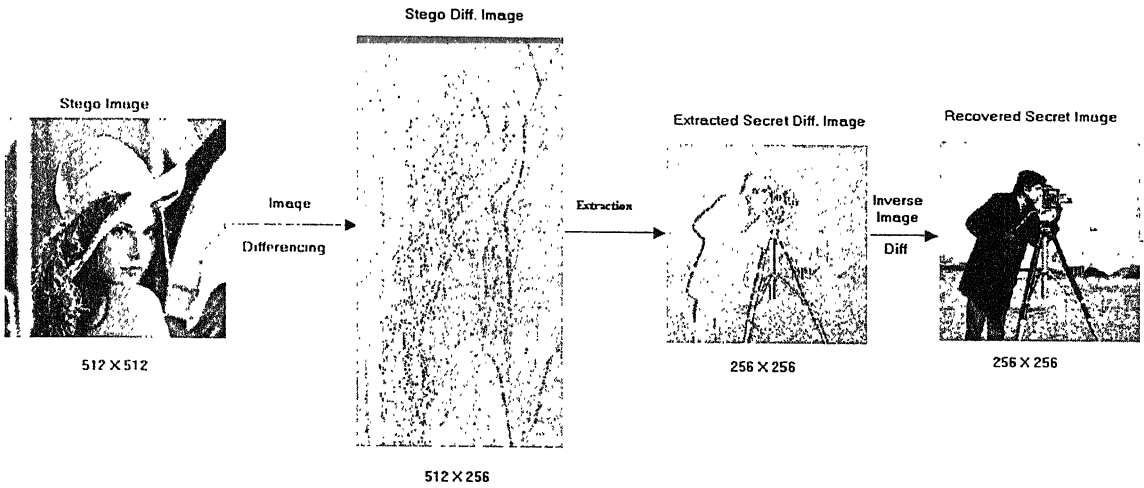 Stego Diff. Image
Stego Image
Extracted Secret Diff. Image
Recovered Secret Image
Image
Differencing
Extraction
Inverse
Image
Diff
512 X 512
256 X 256
256 X 256
512 X 256